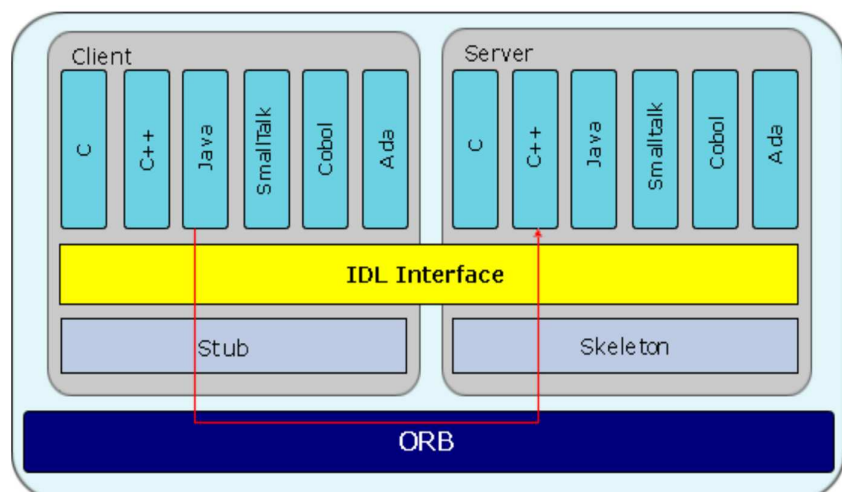 Client
Server
C
C++
Java
SmallTalk
Cobol
Ada
C
C++
Java
Smalltalk
Cobol
Ada
IDL Interface
Stub
Skeleton
ORB